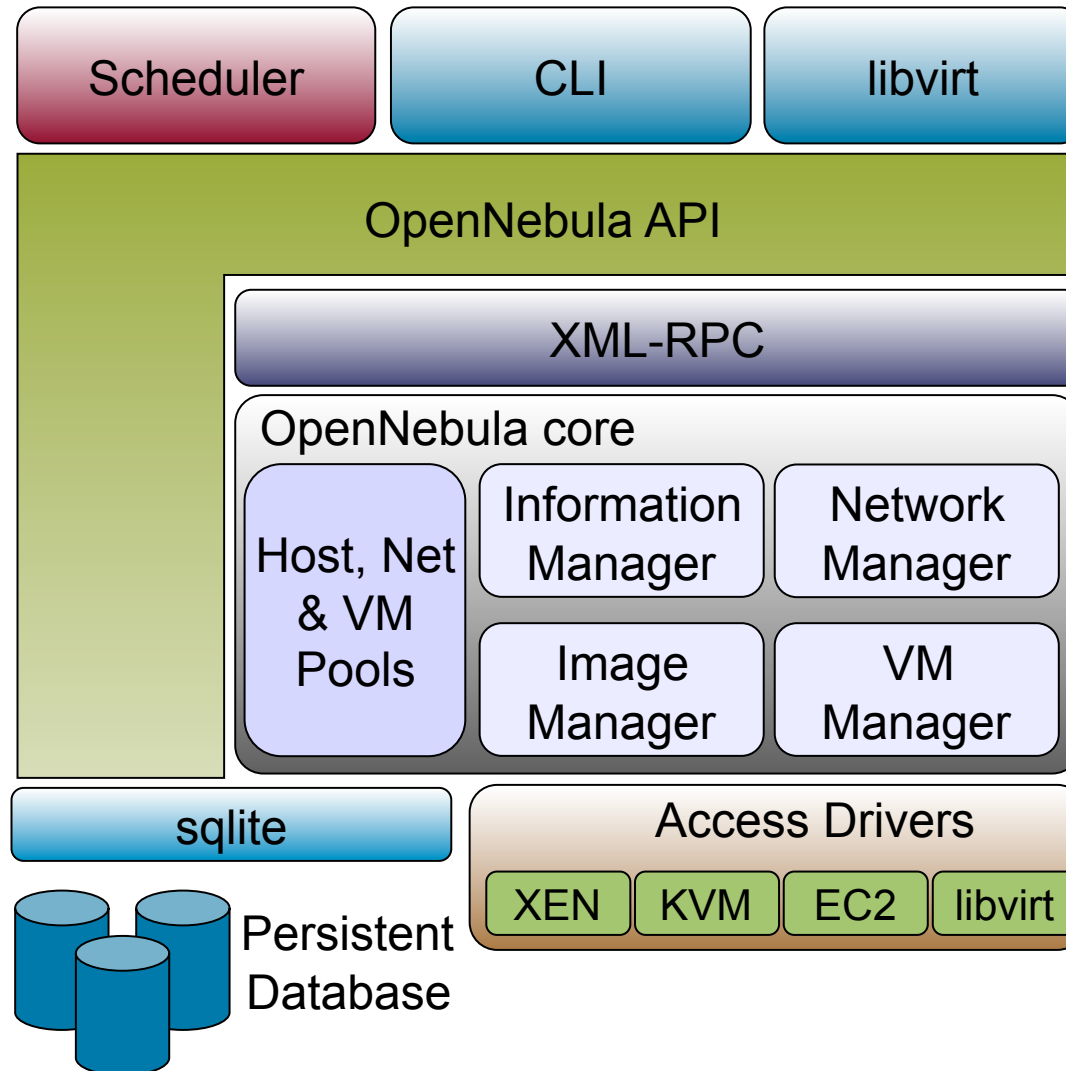 Scheduler
CLI
libvirt
OpenNebula API
XML-RPC
OpenNebula core
Host, Net
& VM
Pools
Information
Manager
Network
Manager
Image
Manager
VM
Manager
sqlite
Access Drivers
XEN
KVM
EC2
libvirt
Persistent
Database